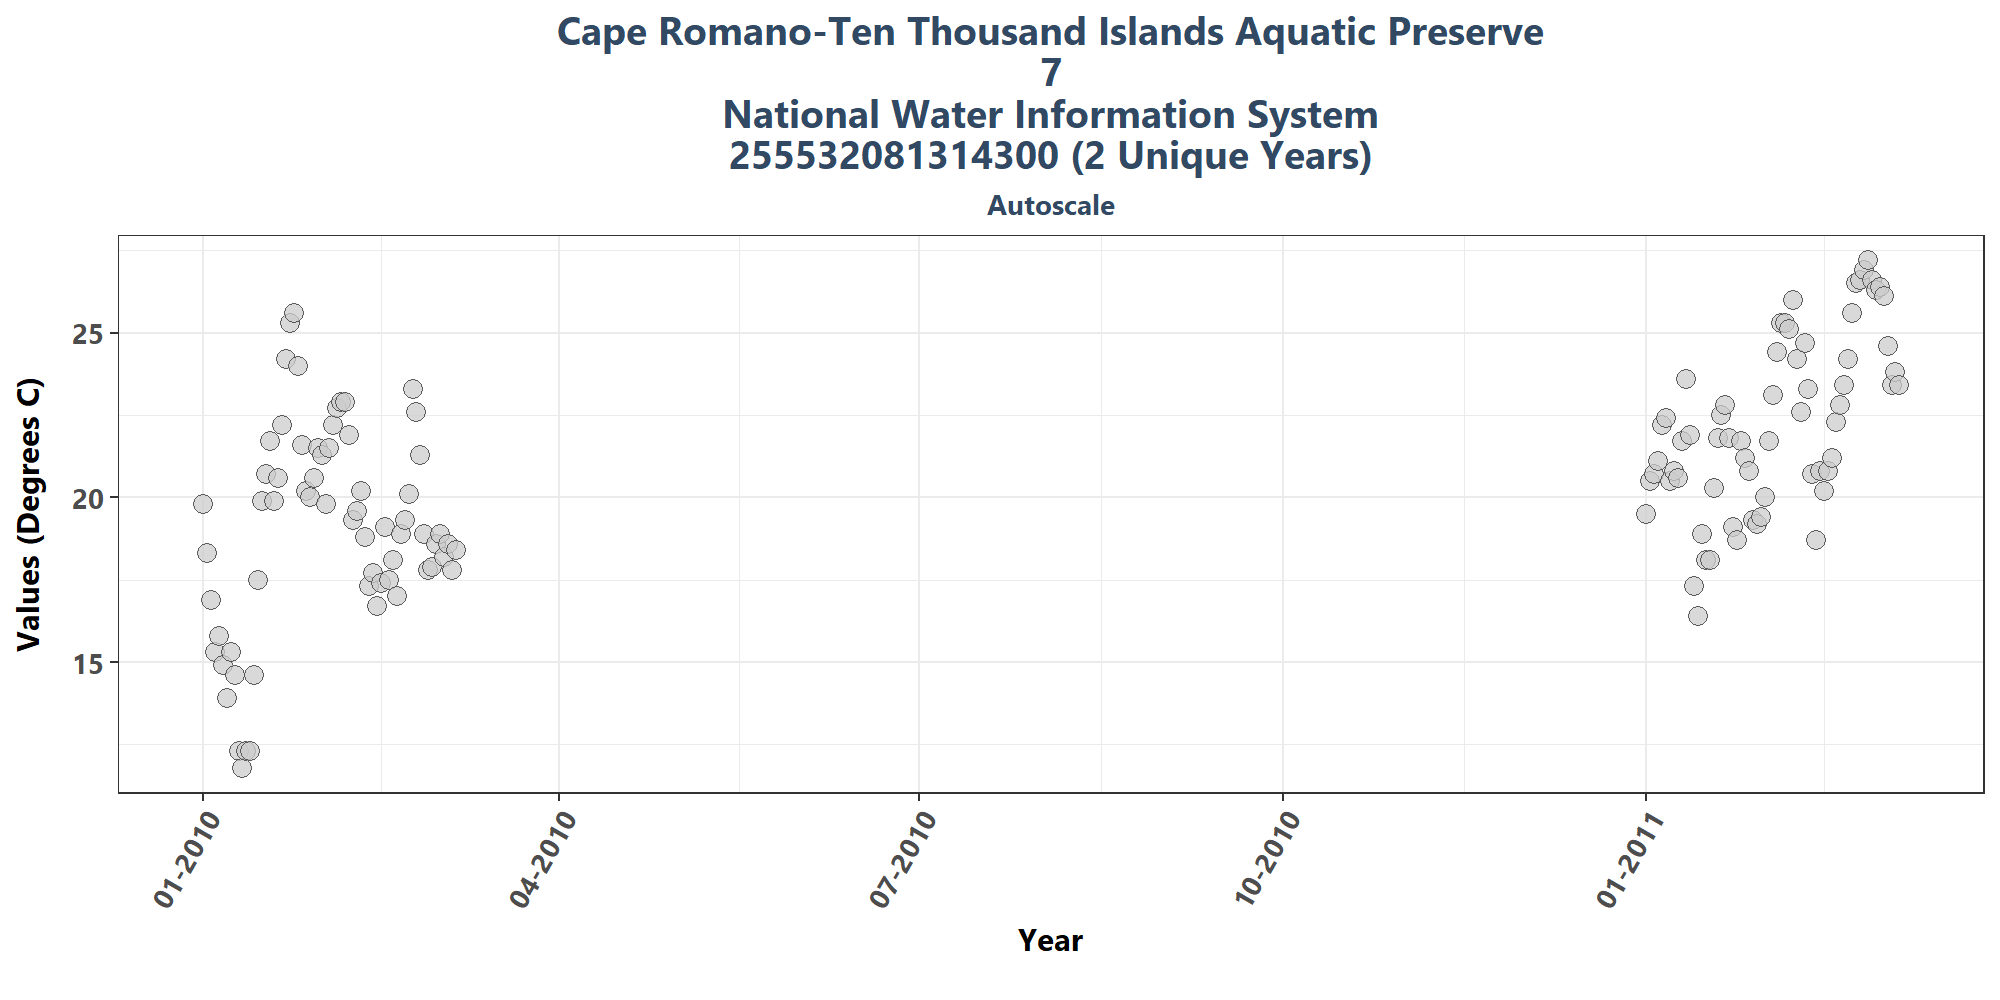 Cape Romano-Ten Thousand Islands Aquatic Preserve
7
National Water Information System
255532081314300 (2 Unique Years)
Autoscale
Values (Degrees C)
25
20
15
01-2010
04-2010
07-2010
10-2010
01-2011
Year